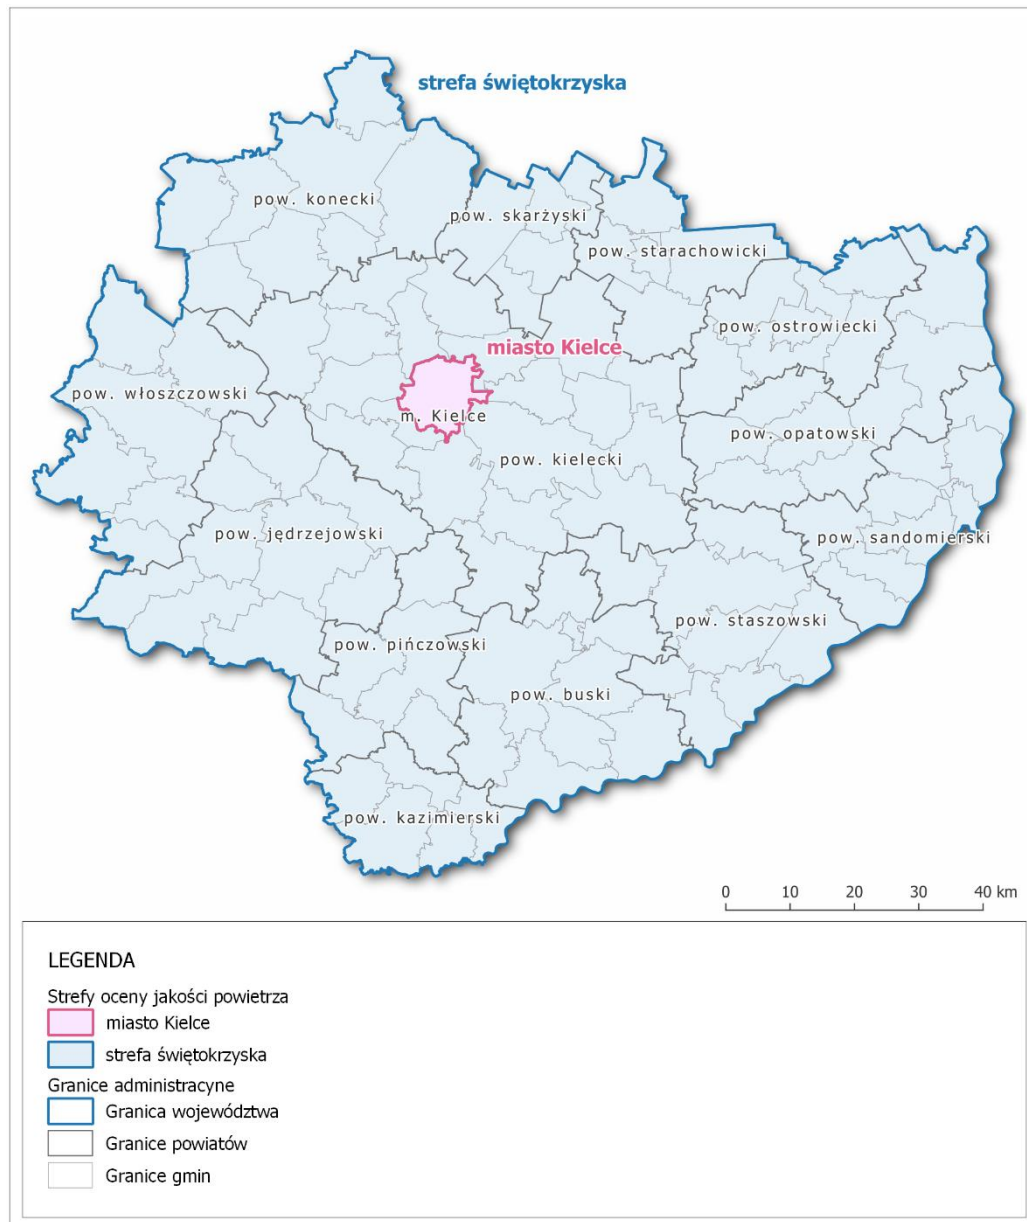 strefa świętokrzyska
pow. konecki
pow. skarżyski
pow. starachowicki
pow. ostrowiecki
miasto Kielce
pow. włoszczowski
m. Kielce
pow. opatowski
pow. kielecki
pow. jędrzejowski
pow. sandomierski
pow. staszowski
pow. pińczowski
pow. buski
pow. kazimierski
0 10 20 30 40 km
LEGENDA
Strefy oceny jakości powietrza
miasto Kielce
strefa świętokrzyska
Granice administracyne
Granica województwa
Granice powiatów
Granice gmin